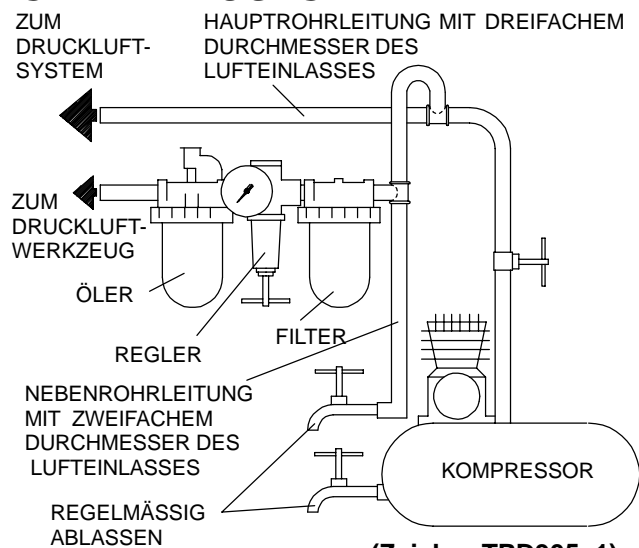 ZUM
DRUCKLUFT-
SYSTEM
HAUPTROHRLEITUNG MIT DREIFACHEM
DURCHMESSER DES
LUFTEINLASSES
ZUM
DRUCKLUFT-
WERKZEUG
ÖLER
REGLER
FILTER
NEBENROHRLEITUNG
MIT ZWEIFACHEM
DURCHMESSER DES
LUFTEINLASSES
KOMPRESSOR
REGELMÄSSIG
ABLASSEN